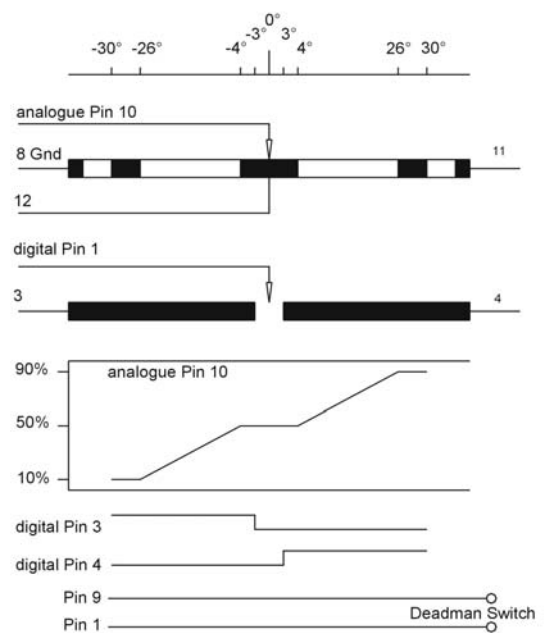 0°
-3° 3°
-30° -26° -4° 4° 26° 30°
analogue Pin 10
8 Gnd 11
12
digital Pin 1
3 4
90% analogue Pin 10
50%
10%
digital Pin 3
digital Pin 4
Pin 9
Deadman Switch
Pin 1